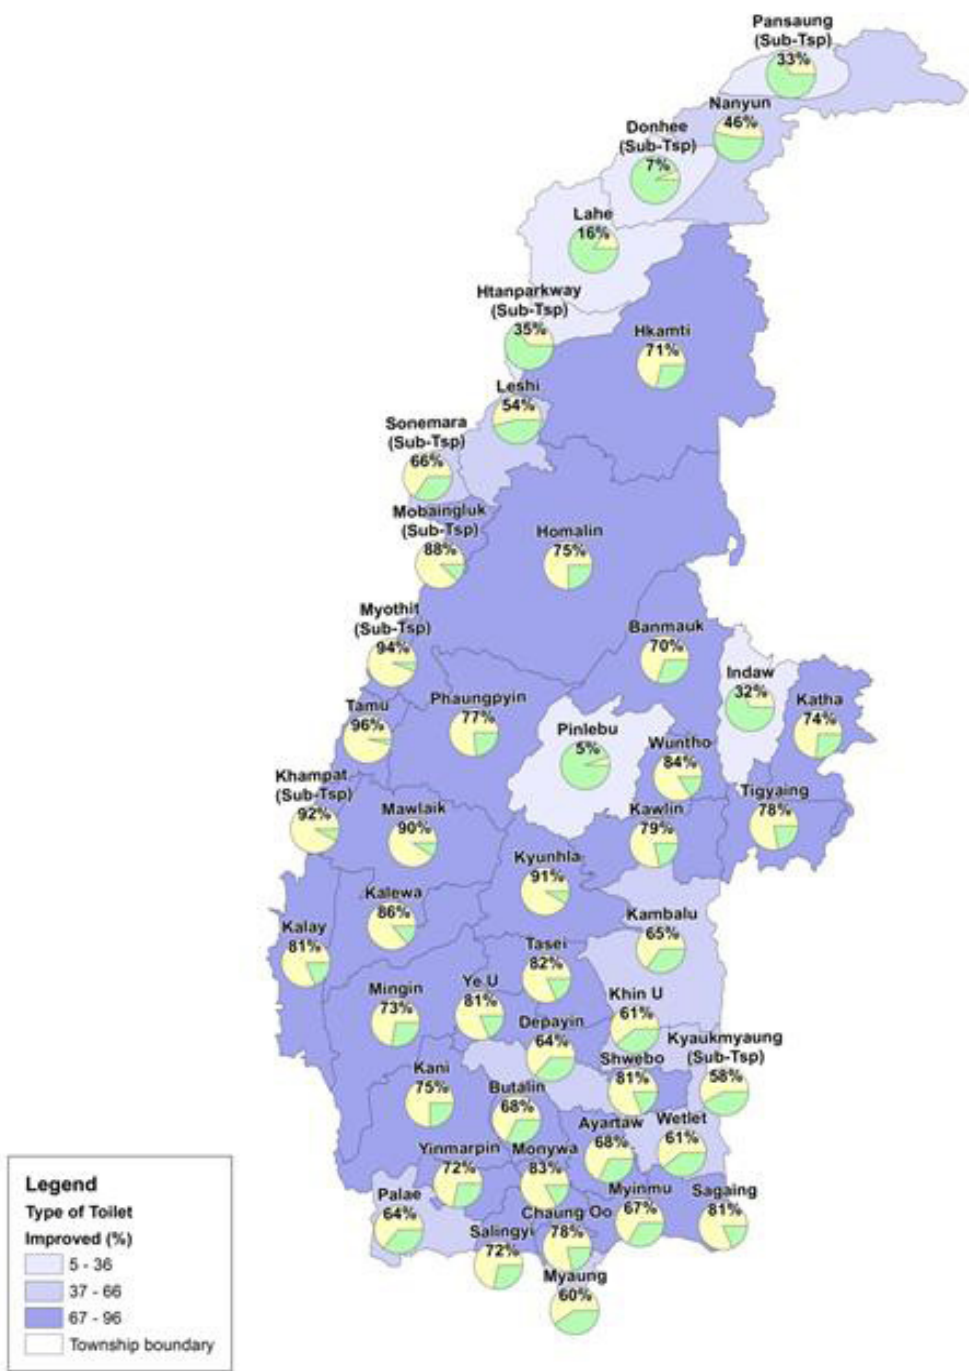 Pansaung
(Sub-Tsp)
33%
Nanyun
46%
Donhee
(Sub-Tsp)
7%
Lahe
16%
Htanparkway
(Sub-Tsp)
35%
Hkamti
71%
Leshi
54%
Sonemara
(Sub-Tsp)
66%
Mobaingluk
(Sub-Tsp)
88%
Homalin
75%
Myothit
(Sub-Tsp)
94%
Banmauk
70%
Indaw
32%
Katha
74%
Tamu
96%
Phaungpyin
77%
Pinlebu
5%
Wuntho
84%
Khampat
(Sub-Tsp)
92%
Mawlaik
90%
Kawlin
79%
Tigyaing
78%
Kyunhla
91%
Kalewa
86%
Kalay
81%
Kambalu
65%
Tasei
82%
Mingin
73%
Ye U
81%
Khin U
61%
Depayin
64%
Kyaukmyaung
(Sub-Tsp)
58%
Shwebo
81%
Kani
75%
Butalin
68%
Ayartaw
68%
Wetlet
61%
Yinmarpin
72%
Monywa
83%
Palae
64%
Chaung Oo
78%
Myinmu
67%
Sagaing
81%
Salingyi
72%
Myaung
60%
Legend
Type of Toilet
Improved (%)
5 - 36
37 - 66
67 - 96
Township boundary